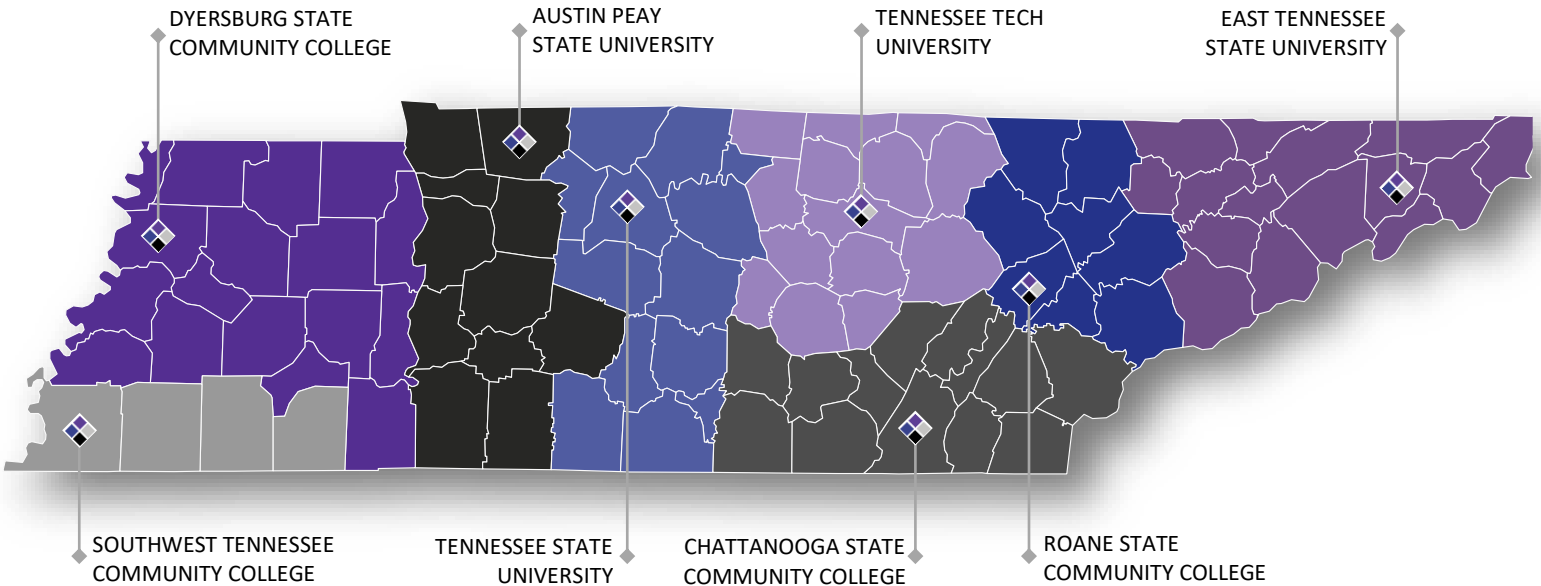 DYERSBURG STATE
COMMUNITY COLLEGE
AUSTIN PEAY
STATE UNIVERSITY
TENNESSEE TECH
UNIVERSITY
EAST TENNESSEE
STATE UNIVERSITY
SOUTHWEST TENNESSEE
COMMUNITY COLLEGE
TENNESSEE STATE
UNIVERSITY
CHATTANOOGA STATE
COMMUNITY COLLEGE
ROANE STATE
COMMUNITY COLLEGE